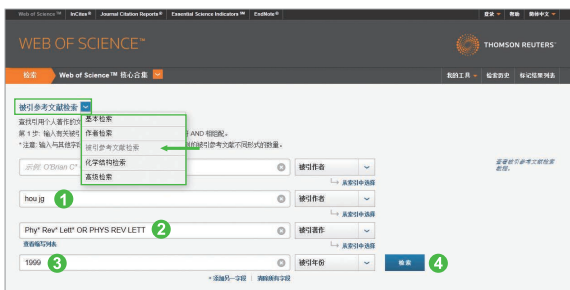 Web of Science™ InCites® Journal Citation Reports® Essential Science Indicators℠ EndNote® 登录 帮助 简体中文
WEB OF SCIENCE™ THOMSON REUTERS™
检索 Web of Science™ 核心合集 我的工具 检索历史 标记结果列表
被引参考文献检索
查找引用个人著作的文
第 1 步: 输入有关被引 AND 相组配。
*注意: 输入与其他字段 的被引参考文献不同形式的数量。
基本检索
作者检索
被引参考文献检索
化学结构检索
高级检索
示例: O'Brian C* 被引作者
从索引中选择
查看被引参考文献检索教程。
hou jg 1 被引作者
从索引中选择
Phy* Rev* Lett* OR PHYS REV LETT 2 被引著作
查看缩写列表 从索引中选择
1999 3 被引年份 检索 4
+添加另一字段 | 清除所有字段